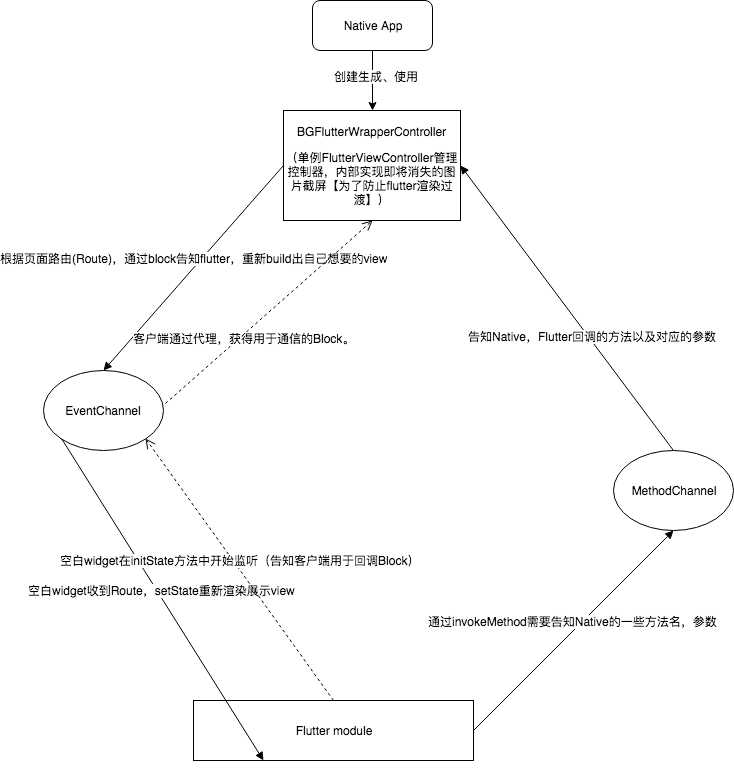 Native App
创建生成、使用
BGFlutterWrapperController
（单例FlutterViewController管理
控制器，内部实现即将消失的图
片截屏【为了防止flutter渲染过
渡】）
根据页面路由(Route)，通过block告知flutter，重新build出自己想要的view
客户端通过代理，获得用于通信的Block。
告知Native，Flutter回调的方法以及对应的参数
EventChannel
MethodChannel
空白widget在initState方法中开始监听（告知客户端用于回调Block）
空白widget收到Route，setState重新渲染展示view
通过invokeMethod需要告知Native的一些方法名，参数
Flutter module